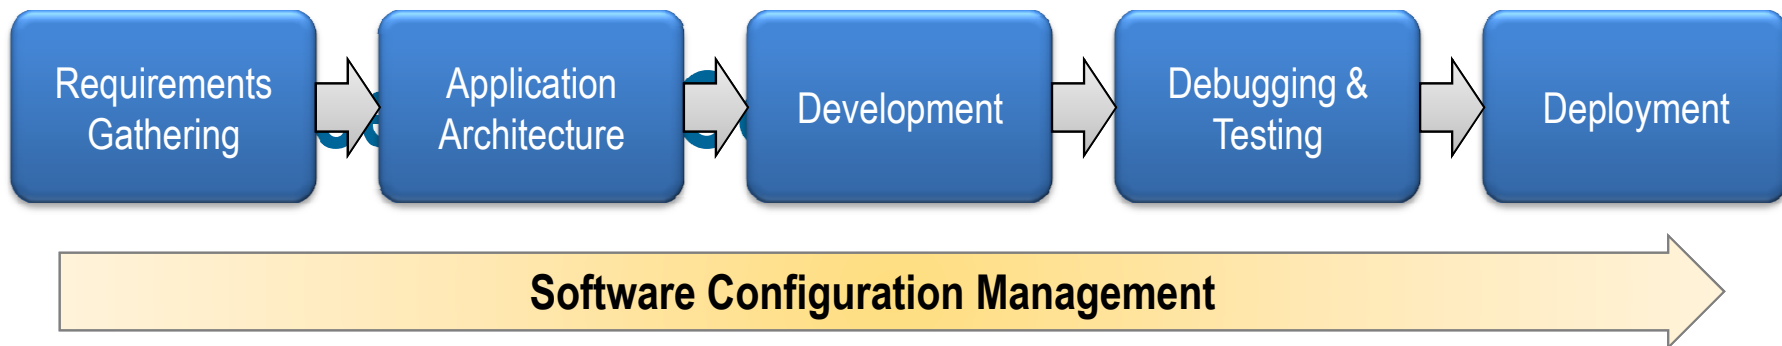 Requirements
Gathering
Application
Architecture
Development
Debugging &
Testing
Deployment
Software Configuration Management